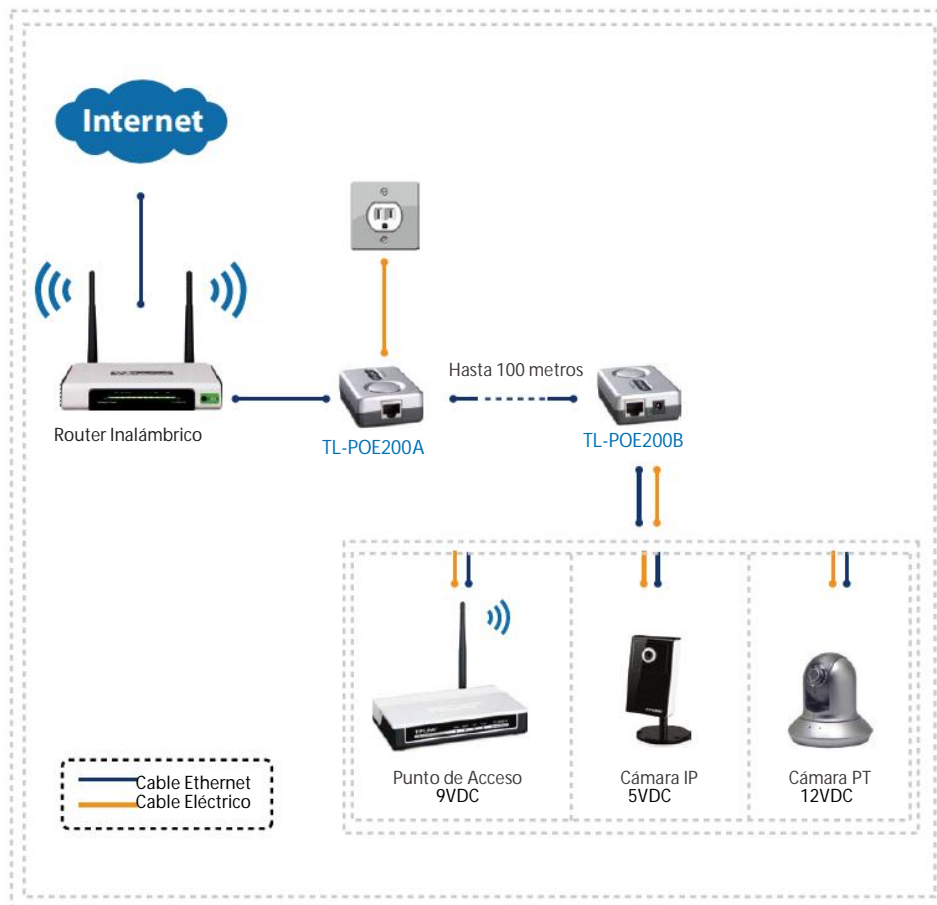 Internet
Hasta 100 metros
Router Inalámbrico
TL-POE200A
TL-POE200B
Punto de Acceso
9VDC
Cámara IP
5VDC
Cámara PT
12VDC
Cable Ethernet
Cable Eléctrico